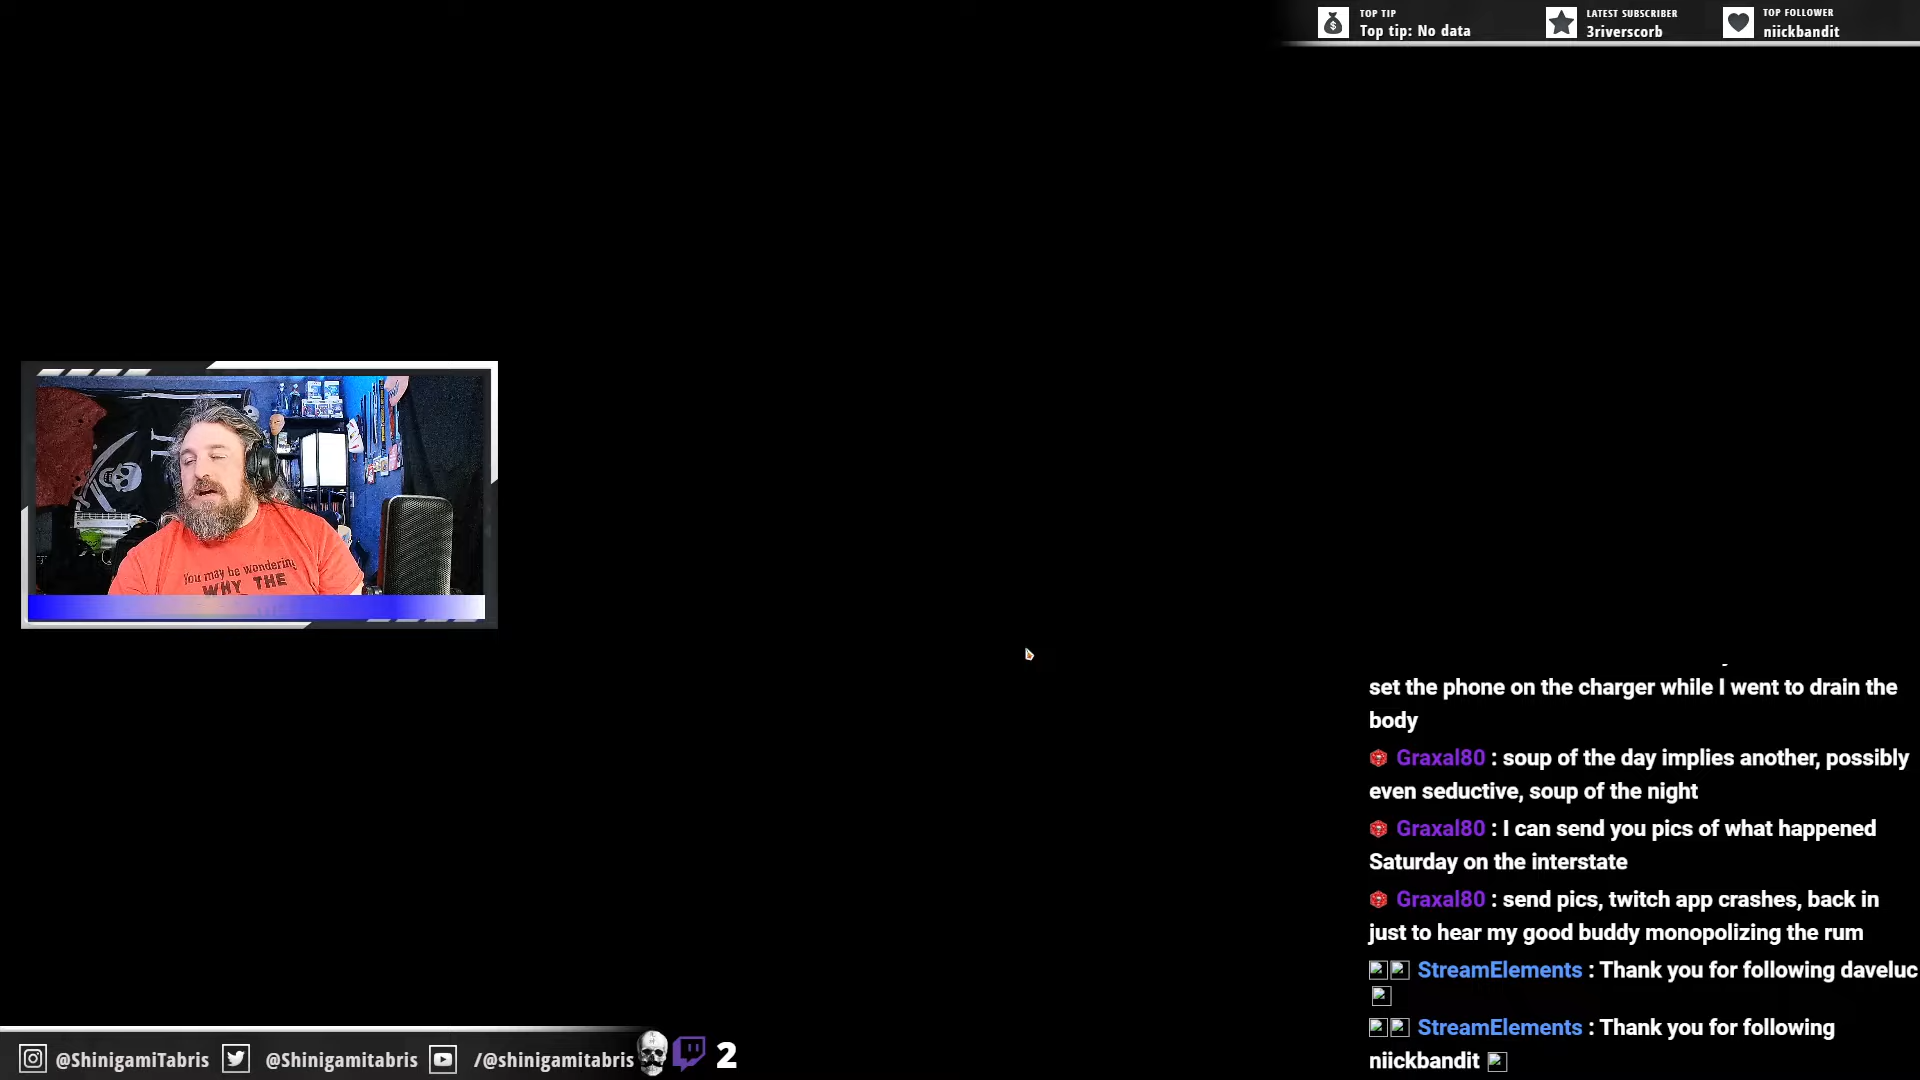 TOP TIP
Top tip: No data
LATEST SUBSCRIBER
3riverscorb
TOP FOLLOWER
niickbandit
You may be wondering
WHY THE
set the phone on the charger while I went to drain the
body
Graxal80 : soup of the day implies another, possibly
even seductive, soup of the night
Graxal80 : I can send you pics of what happened
Saturday on the interstate
Graxal80 : send pics, twitch app crashes, back in
just to hear my good buddy monopolizing the rum
StreamElements : Thank you for following daveluc
StreamElements : Thank you for following
niickbandit
@ShinigamiTabris
@Shinigamitabris
/@shinigamitabris
2